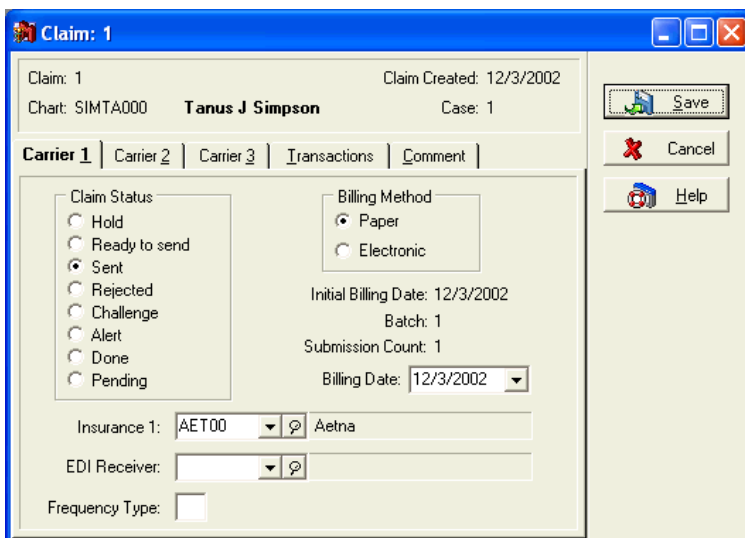 Claim: 1
Claim: 1 Claim Created: 12/3/2002
Chart: SIMTA000 Tanus J Simpson Case: 1
Save
Cancel
Help
Carrier 1 Carrier 2 Carrier 3 Transactions Comment
Claim Status
Hold
Ready to send
Sent
Rejected
Challenge
Alert
Done
Pending
Billing Method
Paper
Electronic
Initial Billing Date: 12/3/2002
Batch: 1
Submission Count: 1
Billing Date: 12/3/2002
Insurance 1: AET00 Aetna
EDI Receiver:
Frequency Type: